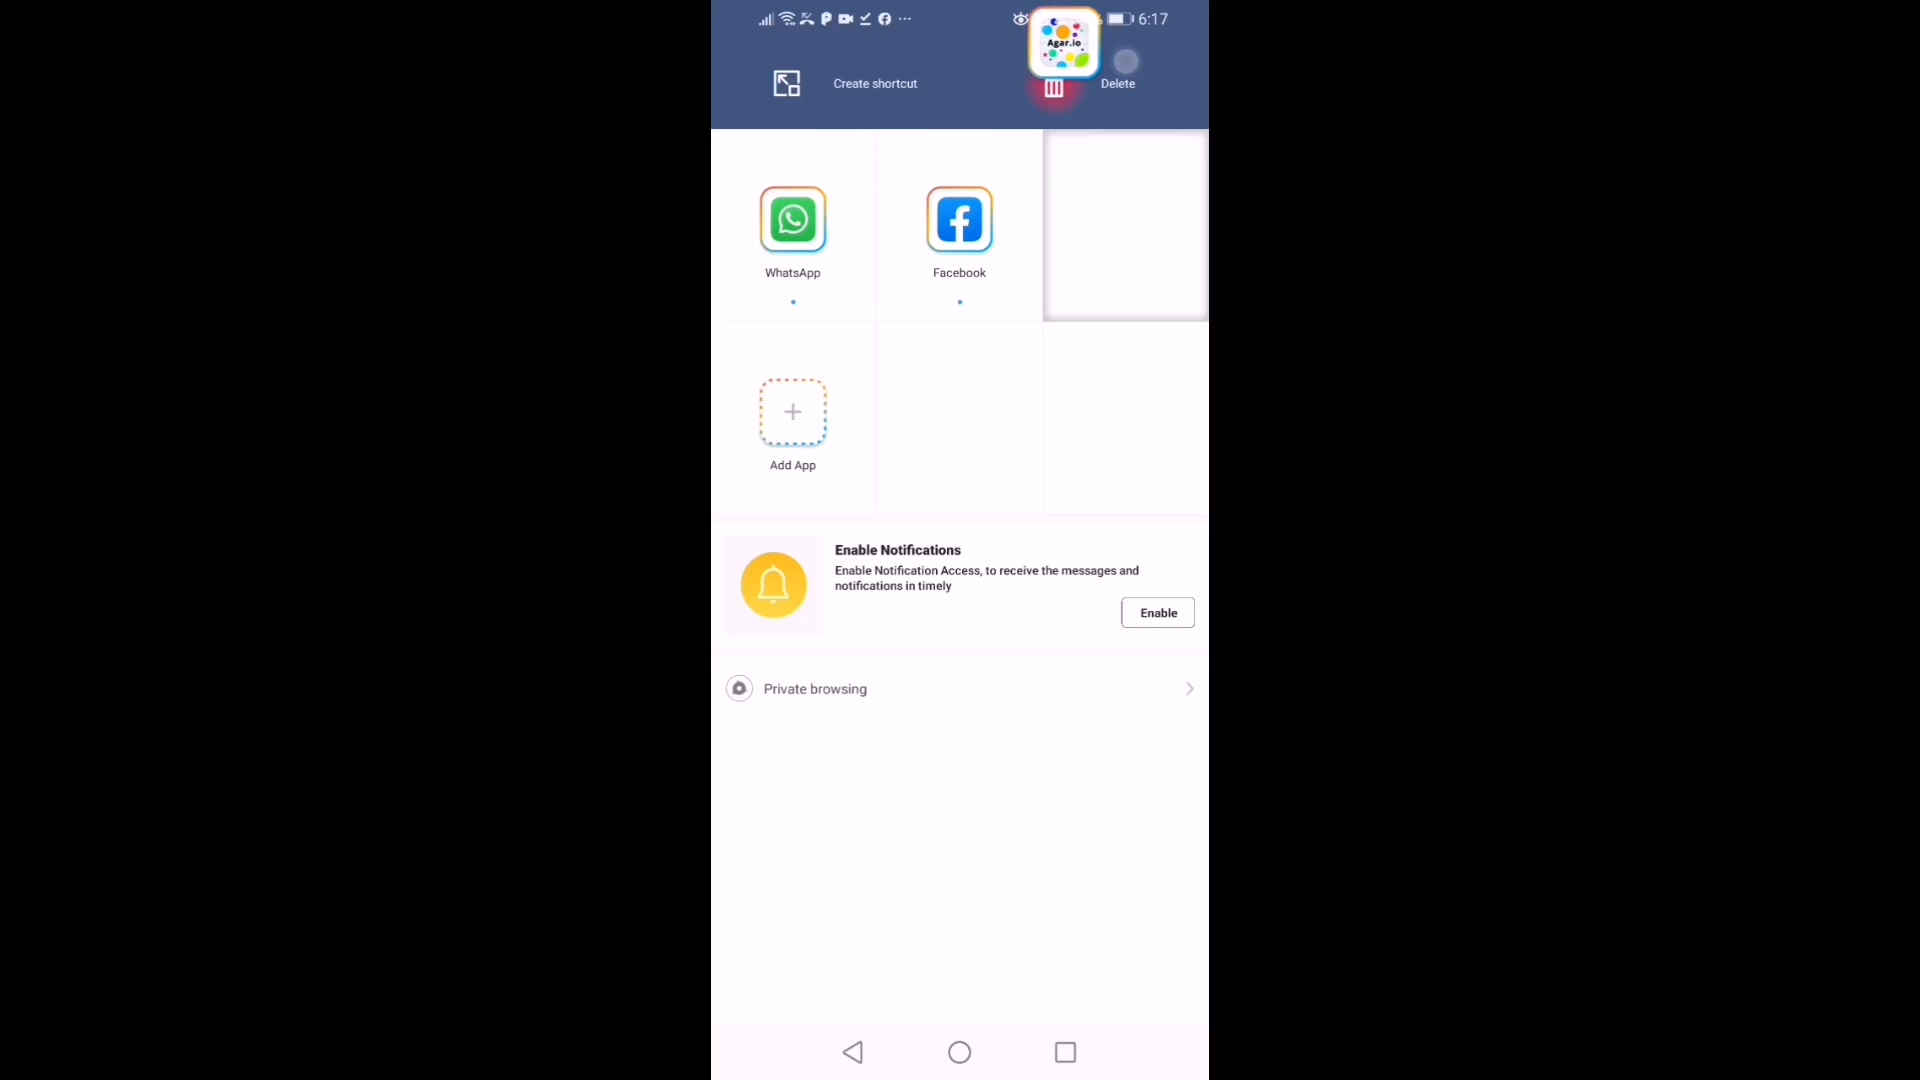 6:17
Agar.io
Create shortcut
Delete
WhatsApp
Facebook
Add App
Enable Notifications
Enable Notification Access, to receive the messages and
notifications in timely
Enable
Private browsing